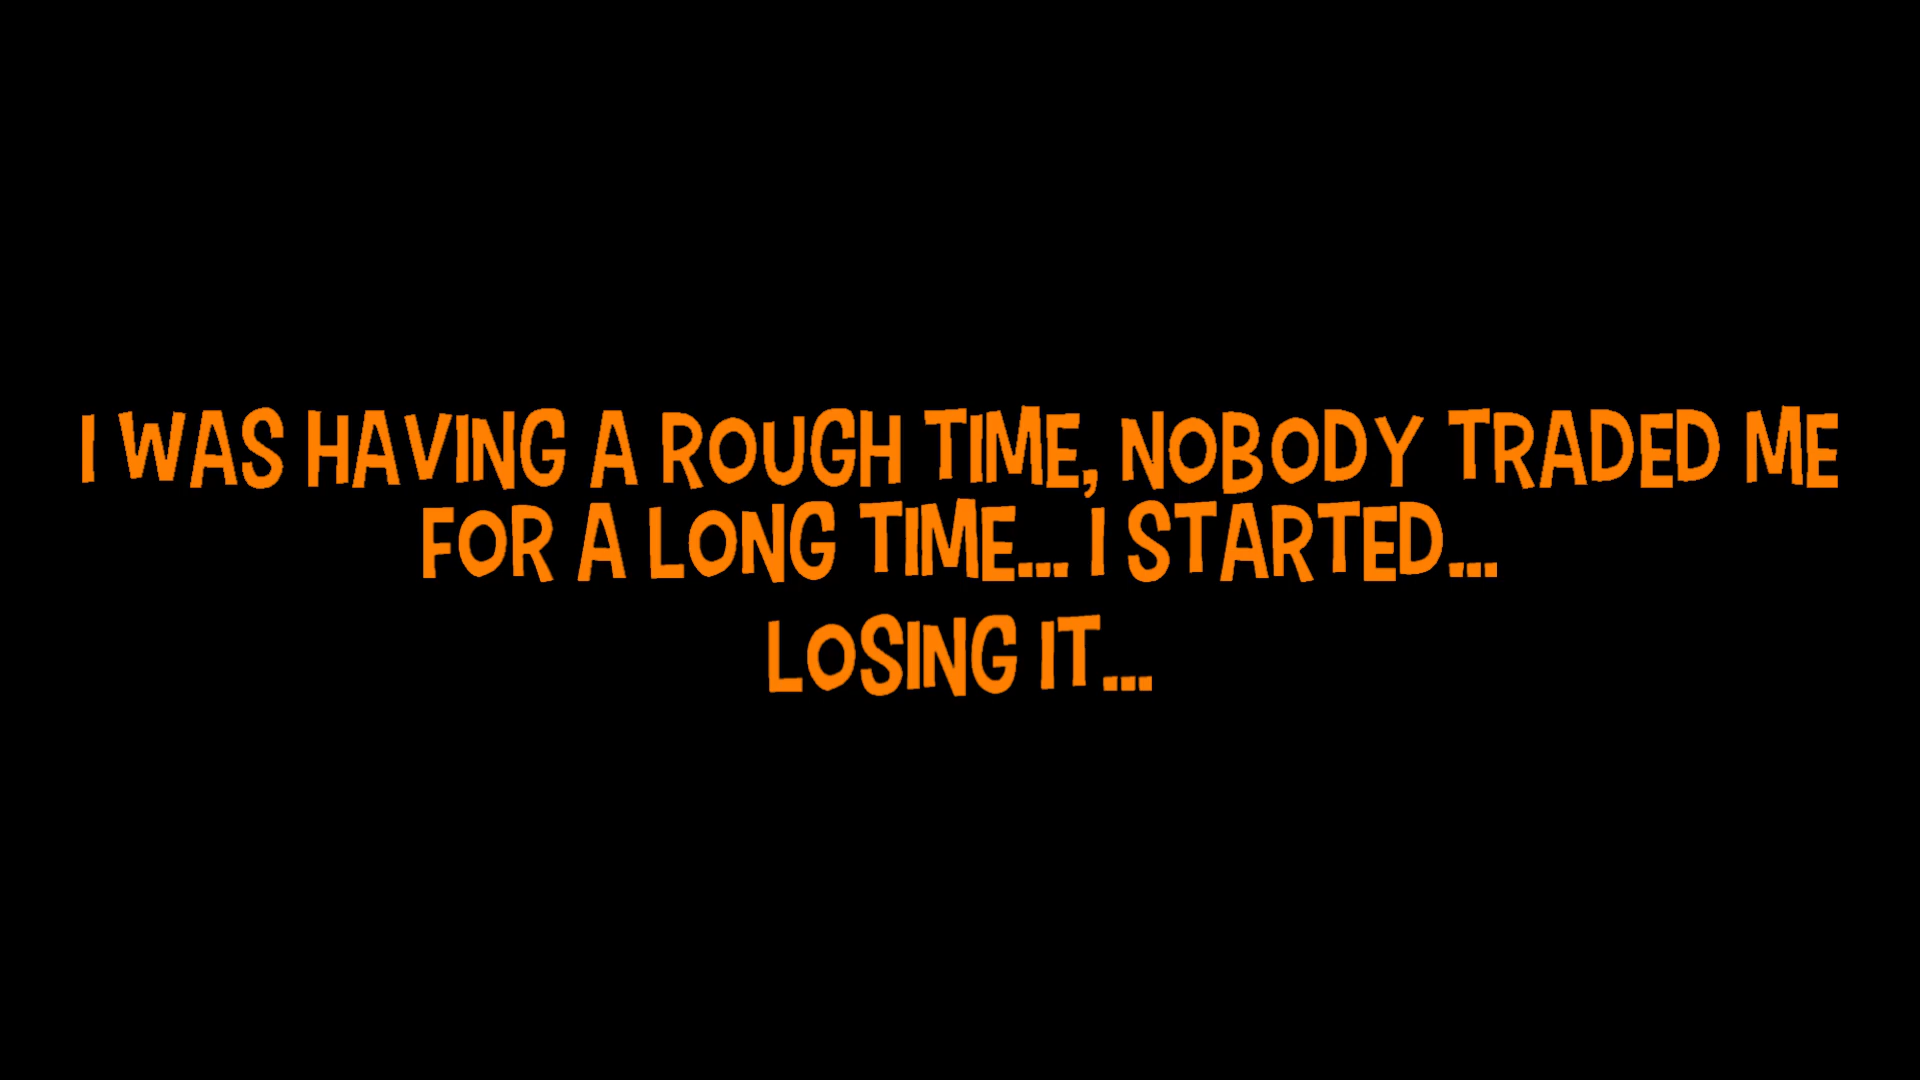 I WAS HAVING A ROUGH TIME, NOBODY TRADED ME
FOR A LONG TIME... I STARTED...
LOSING IT...